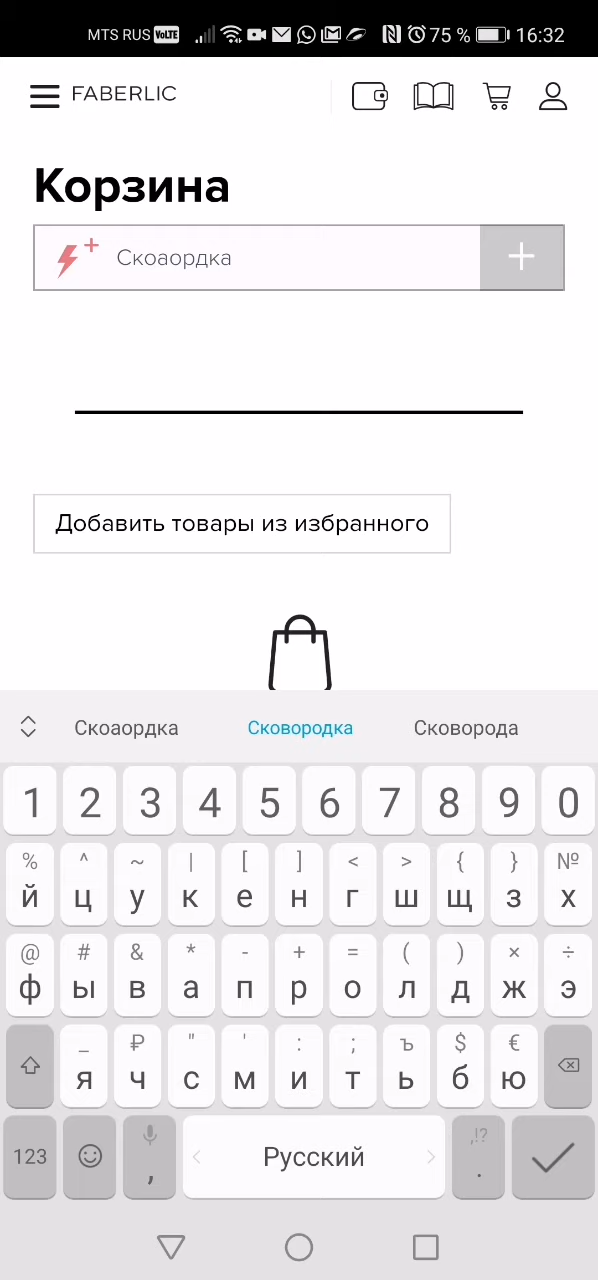 MTS RUS VoLTE 75 % 16:32
FABERLIC
Корзина
Скоаордка
Добавить товары из избранного
Скоаордка Сковородка Сковорода
1 2 3 4 5 6 7 8 9 0
% ^ ~ | [ ] < > { } №
й ц у к е н г ш щ з х
@ # & * - + = ( ) × ÷
ф ы в а п р о л д ж э
_ ₽ " ' : ; ъ $ €
я ч с м и т ь б ю
,!?
123 , Русский .